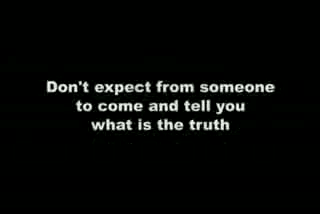 Don't expect from someone
to come and tell you
what is the truth